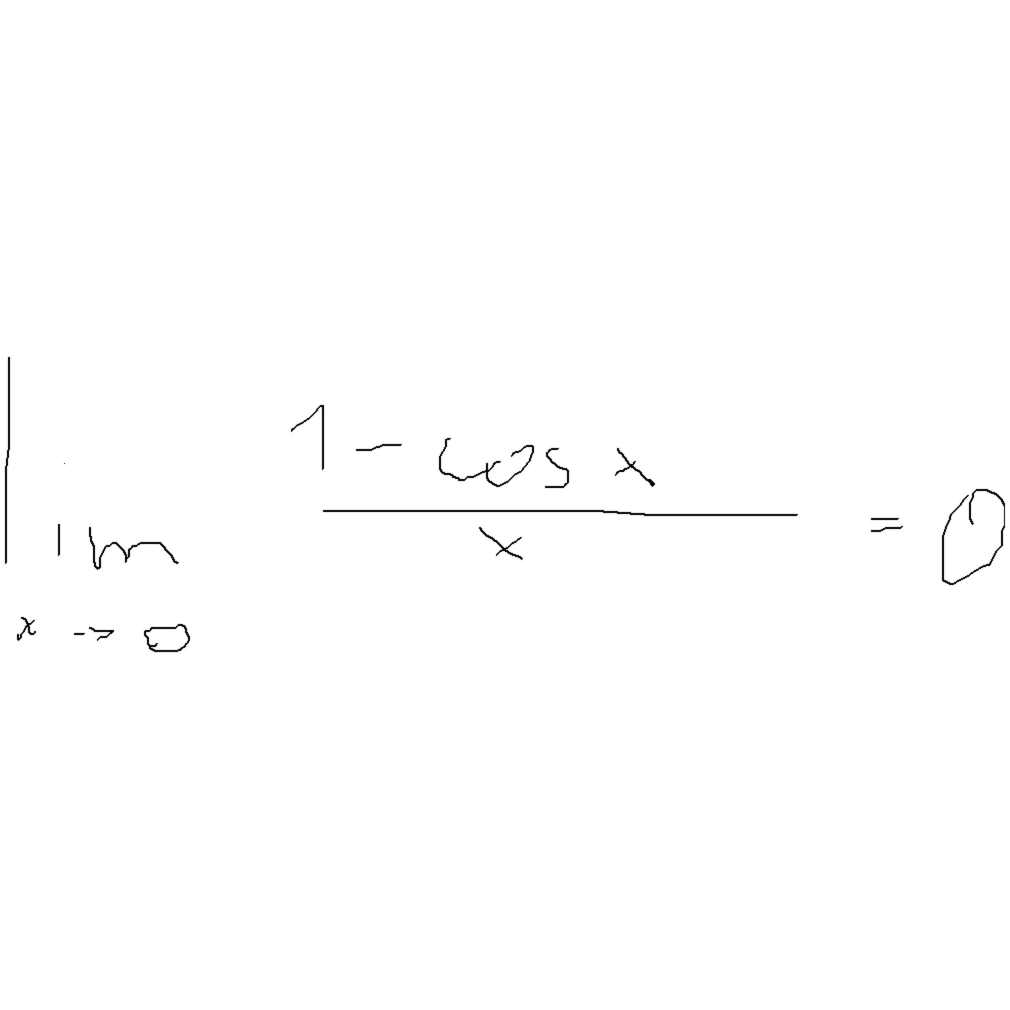 lim 1 - cos x / x = 0
x -> 0